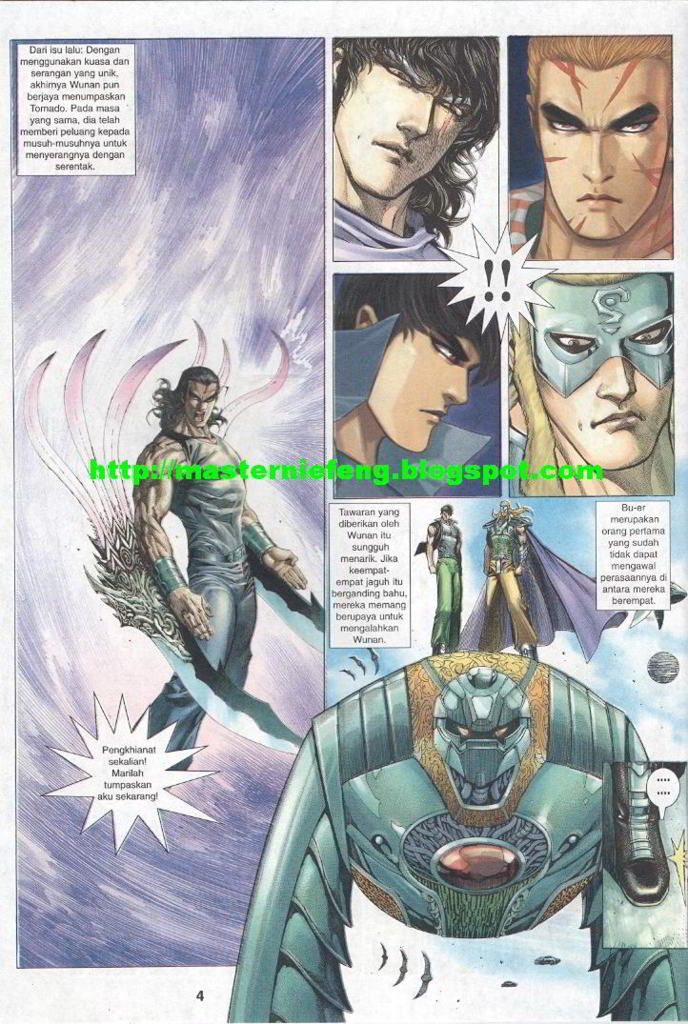 Dari isu lalu: Dengan
menggunakan kuasa dan
serangan yang unik,
akhirnya Wunan pun
berjaya menumpaskan
Tornado. Pada masa
yang sama, dia telah
memberi peluang kepada
musuh-musuhnya untuk
menyerangnya dengan
serentak.
!!
S
http://masterniefeng.blogspot.com
Tawaran yang
diberikan oleh
Wunan itu
sungguh
menarik. Jika
keempat-
empat jaguh itu
berganding bahu,
mereka memang
berupaya untuk
mengalahkan
Wunan.
Bu-er
merupakan
orang pertama
yang sudah
tidak dapat
mengawal
perasaannya di
antara mereka
berempat.
Pengkhianat
sekalian!
Marilah
tumpaskan
aku sekarang!
....
....
4